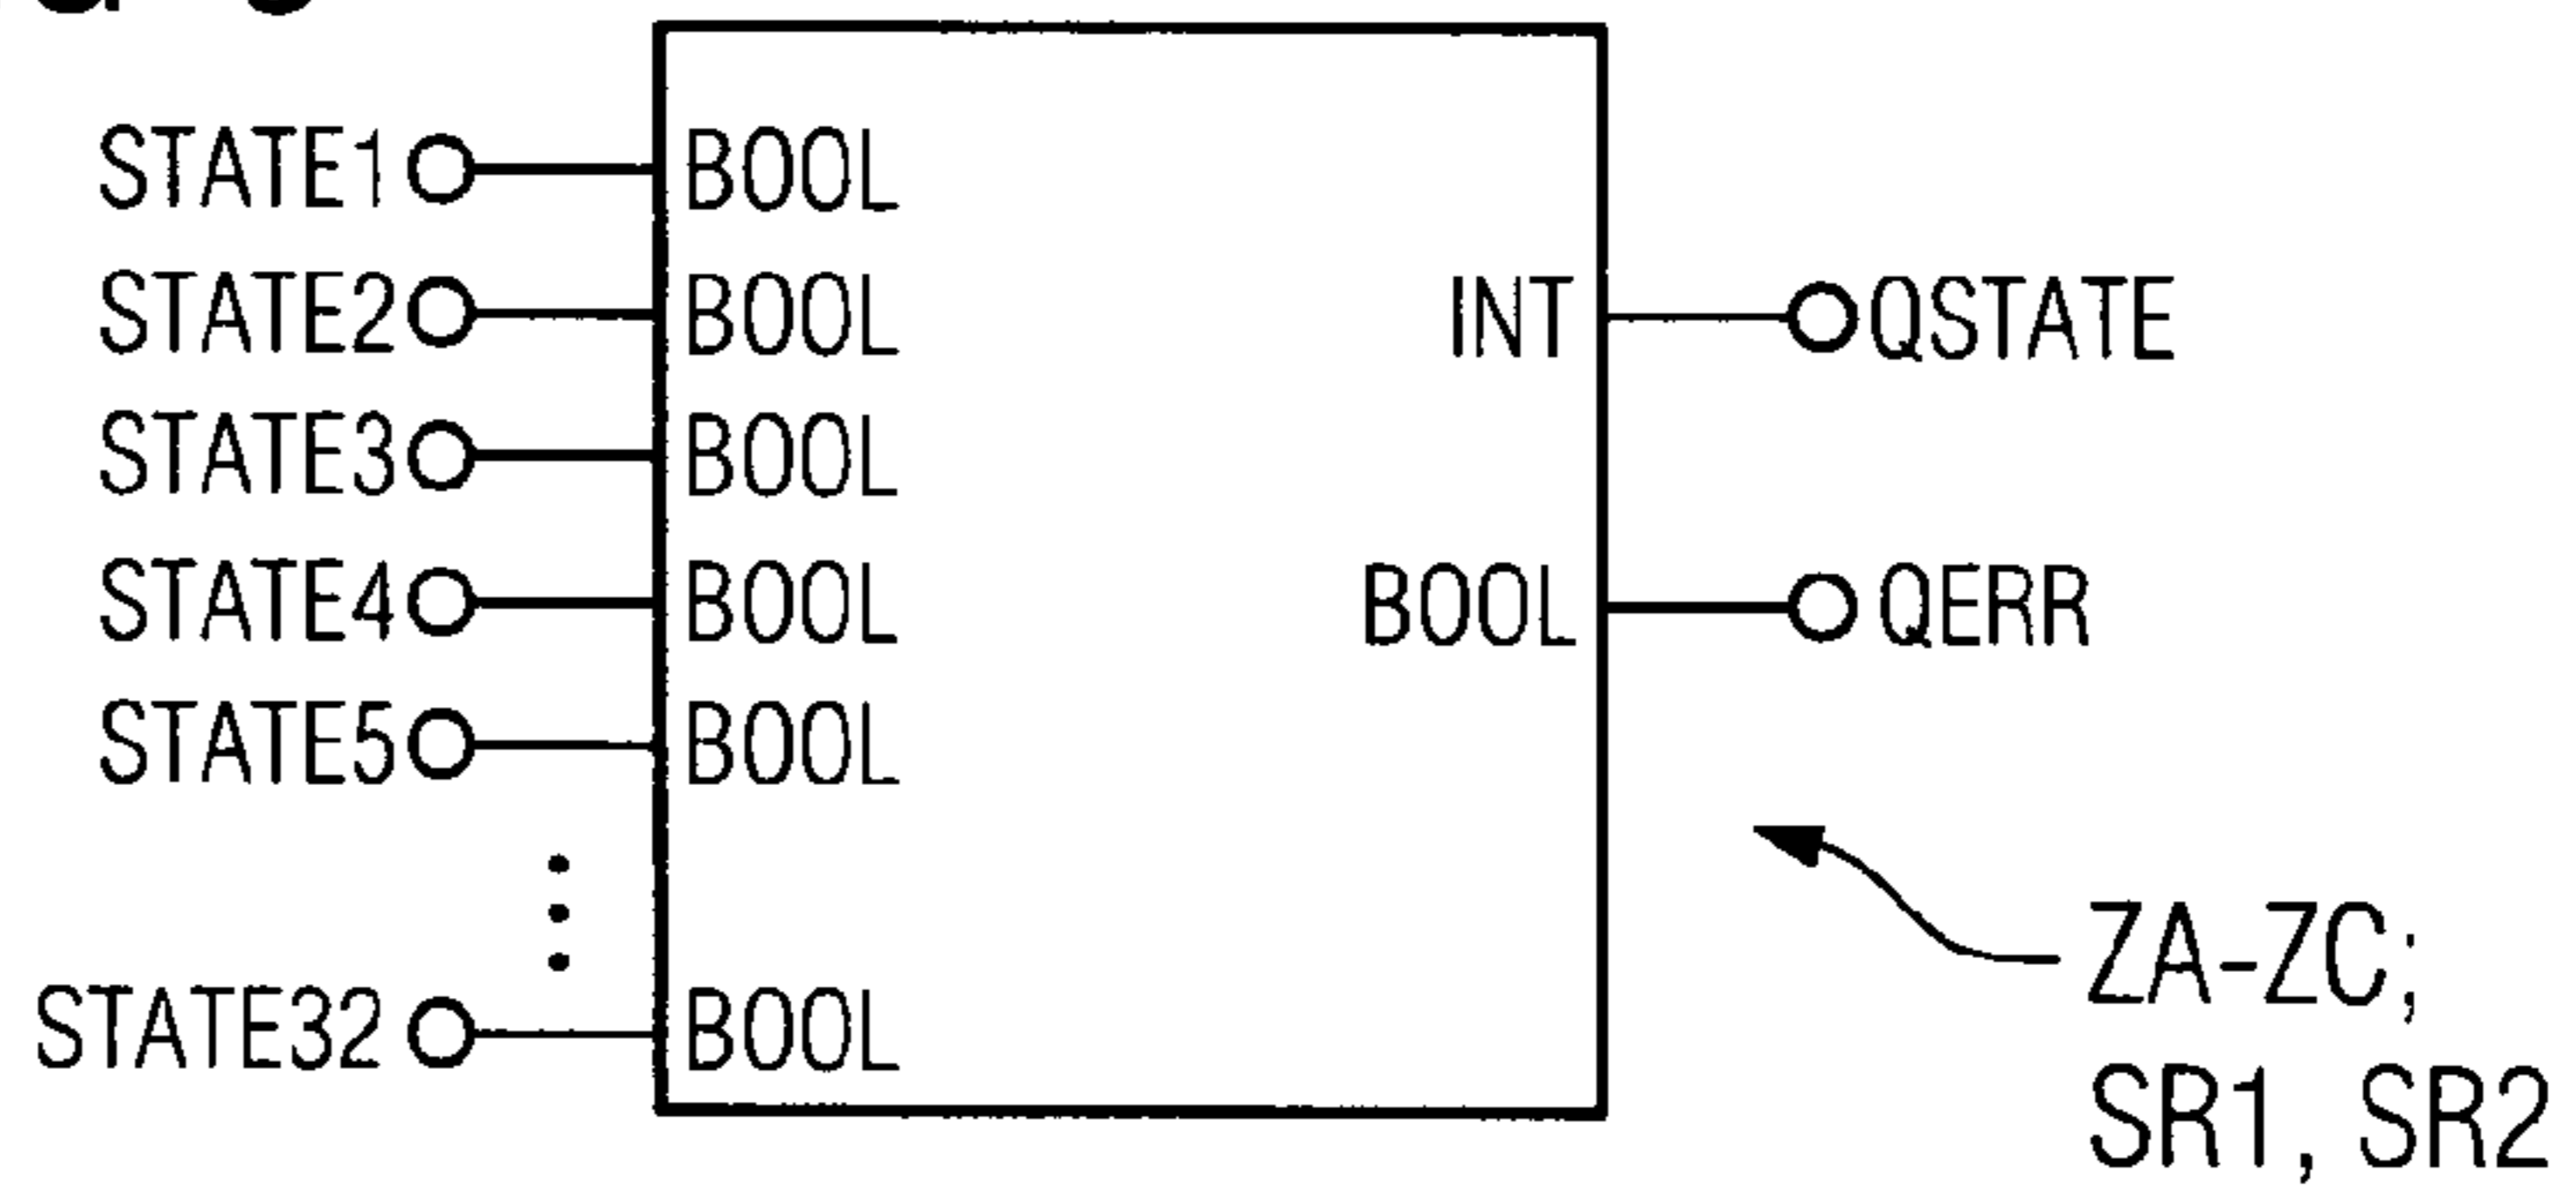 STATE1 BOOL
STATE2 BOOL INT QSTATE
STATE3 BOOL
STATE4 BOOL BOOL QERR
STATE5 BOOL
STATE32 BOOL
ZA-ZC;
SR1, SR2